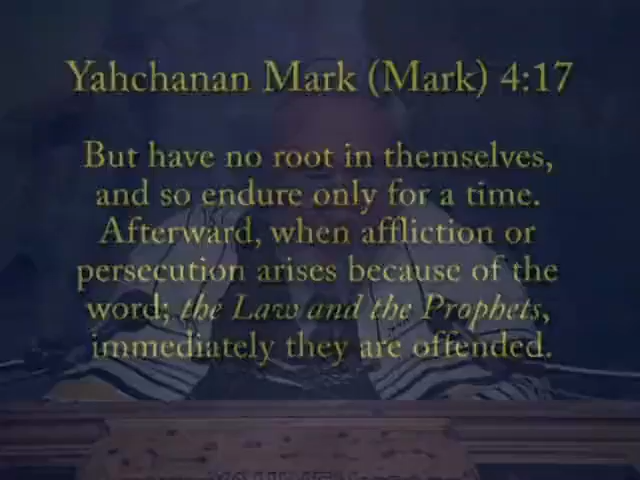 Yahchanan Mark (Mark) 4:17
But have no root in themselves,
and so endure only for a time.
Afterward, when affliction or
persecution arises because of the
word; the Law and the Prophets,
immediately they are offended.